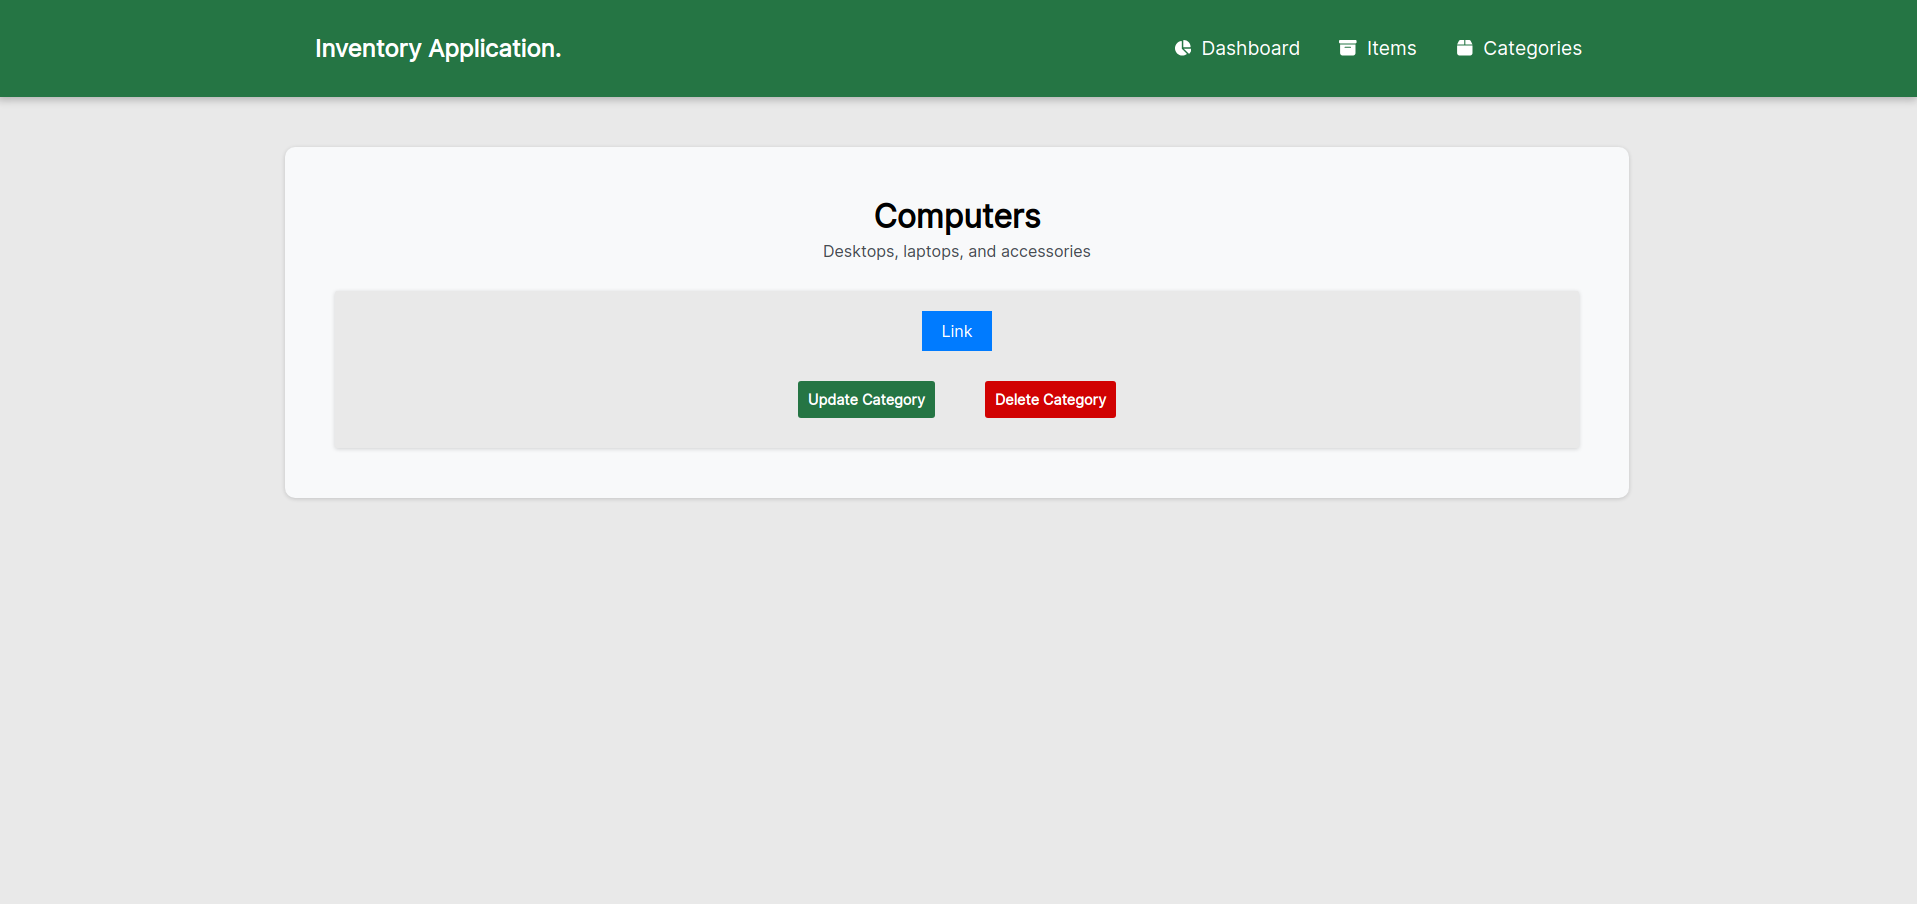 Inventory Application.
Dashboard
Items
Categories
Computers
Desktops, laptops, and accessories
Link
Update Category
Delete Category